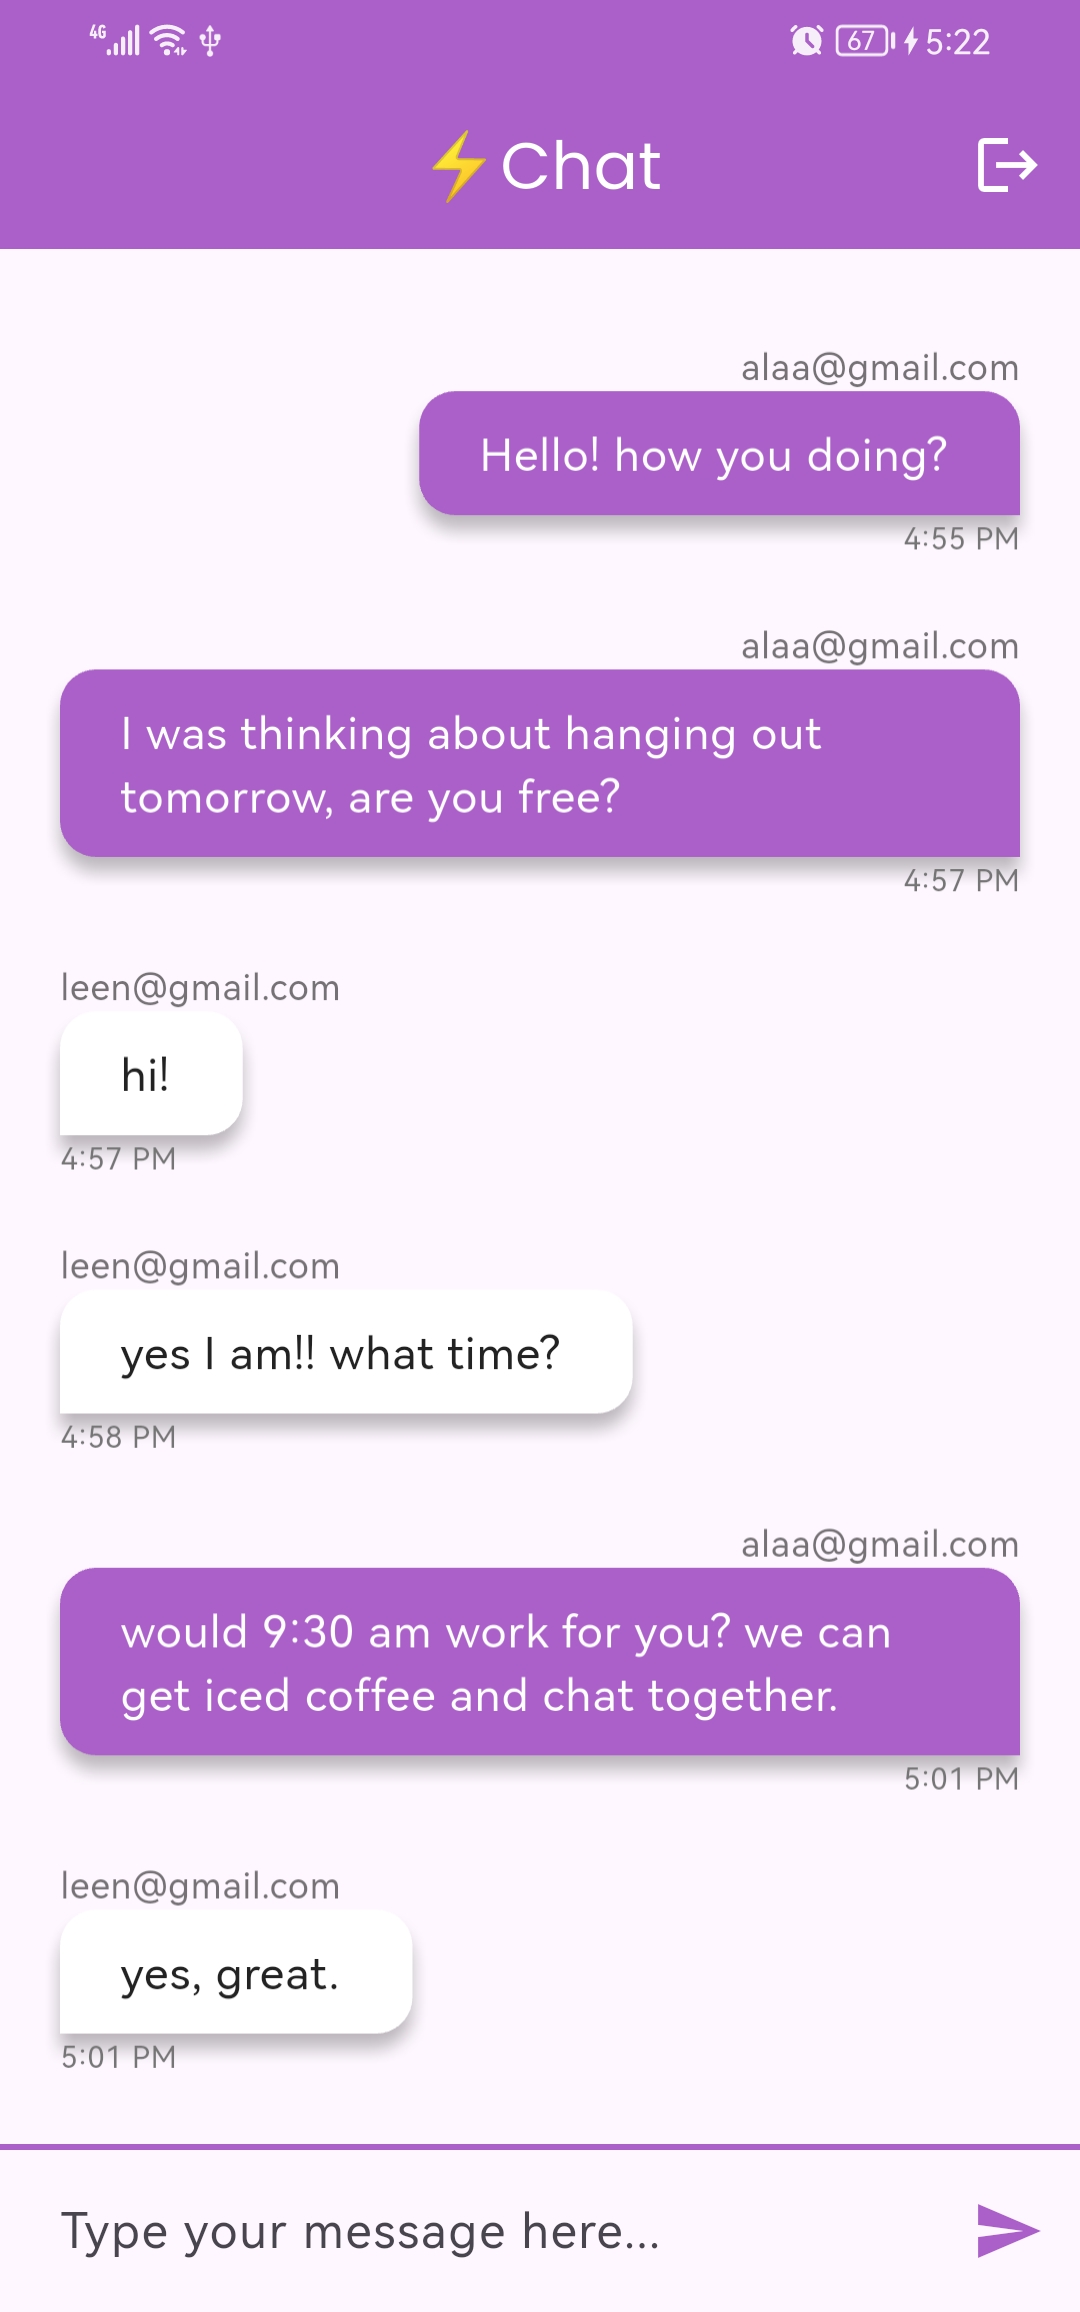 4G 67 5:22
⚡Chat
alaa@gmail.com
Hello! how you doing?
4:55 PM
alaa@gmail.com
I was thinking about hanging out
tomorrow, are you free?
4:57 PM
leen@gmail.com
hi!
4:57 PM
leen@gmail.com
yes I am!! what time?
4:58 PM
alaa@gmail.com
would 9:30 am work for you? we can
get iced coffee and chat together.
5:01 PM
leen@gmail.com
yes, great.
5:01 PM
Type your message here...